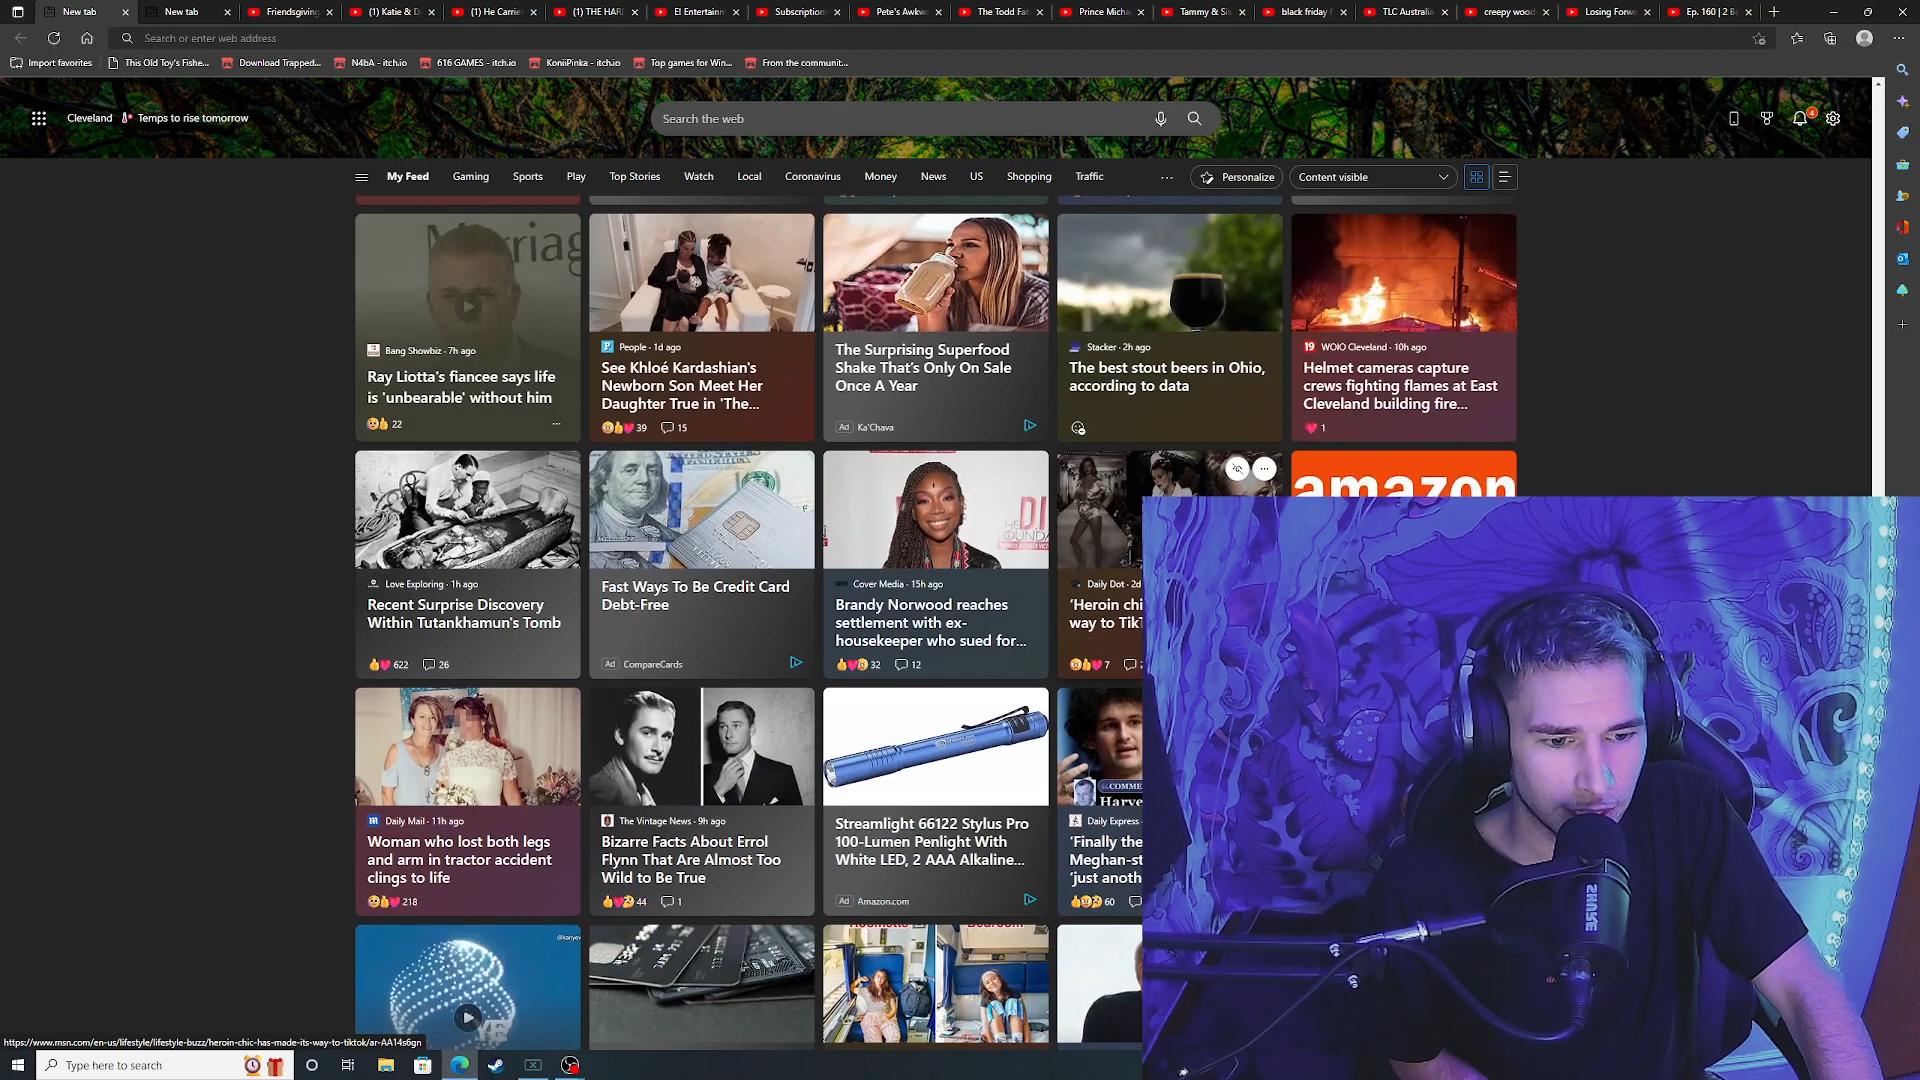 New tab
New tab
Friendsgiving
(1) Katie & D
(1) He Carrie
(1) THE HAR
E! Entertainm
Subscription
Pete's Awkw
The Todd Fat
Prince Micha
Tammy & Sis
black friday f
TLC Australia
creepy wood
Losing Forw
Ep. 160 | 2 Be
Search or enter web address
Import favorites
This Old Toy's Fishe...
Download Trapped...
N4bA - itch.io
616 GAMES - itch.io
KoniiPinka - itch.io
Top games for Win...
From the communit...
Cleveland
Temps to rise tomorrow
Search the web
4
My Feed
Gaming
Sports
Play
Top Stories
Watch
Local
Coronavirus
Money
News
US
Shopping
Traffic
...
Personalize
Content visible
Marriag
Bang Showbiz · 7h ago
Ray Liotta's fiancee says life
is 'unbearable' without him
22
People · 1d ago
See Khloé Kardashian's
Newborn Son Meet Her
Daughter True in 'The...
39
15
The Surprising Superfood
Shake That's Only On Sale
Once A Year
Ad
Ka'Chava
Stacker · 2h ago
The best stout beers in Ohio,
according to data
19
WOIO Cleveland · 10h ago
Helmet cameras capture
crews fighting flames at East
Cleveland building fire...
1
Love Exploring · 1h ago
Recent Surprise Discovery
Within Tutankhamun's Tomb
622
26
Fast Ways To Be Credit Card
Debt-Free
Ad
CompareCards
Cover Media · 15h ago
Brandy Norwood reaches
settlement with ex-
housekeeper who sued for...
32
12
Daily Dot · 2d
'Heroin chi
way to TikT
7
amazon
Daily Mail · 11h ago
Woman who lost both legs
and arm in tractor accident
clings to life
218
The Vintage News · 9h ago
Bizarre Facts About Errol
Flynn That Are Almost Too
Wild to Be True
44
1
Streamlight 66122 Stylus Pro
100-Lumen Penlight With
White LED, 2 AAA Alkaline...
Ad
Amazon.com
COMME
Harve
Daily Express
'Finally the
Meghan-st
'just anoth
60
SHURE
https://www.msn.com/en-us/lifestyle/lifestyle-buzz/heroin-chic-has-made-its-way-to-tiktok/ar-AA14s6gn
Type here to search